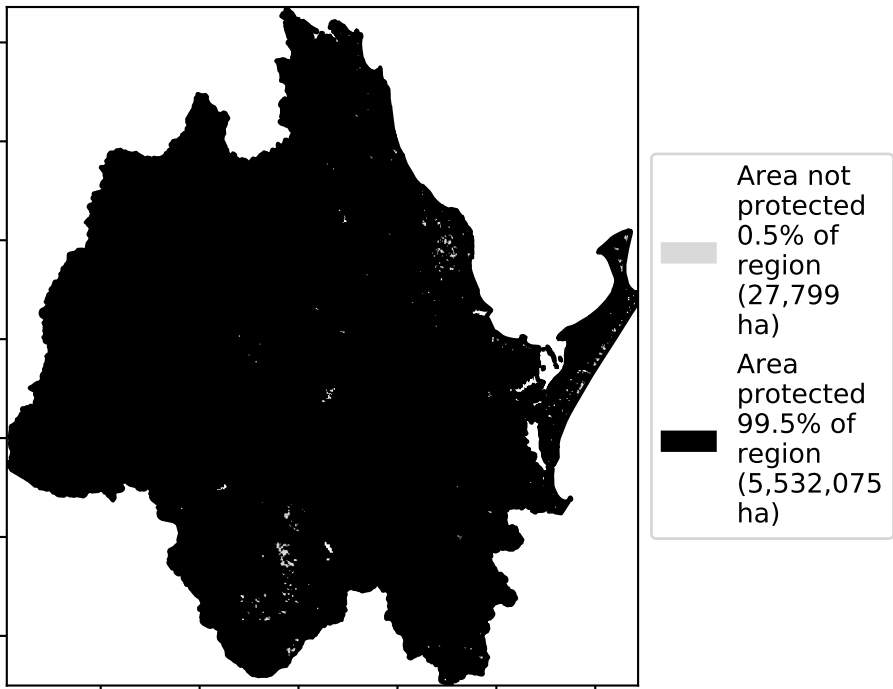 Area not
protected
0.5% of
region
(27,799
ha)
Area
protected
99.5% of
region
(5,532,075
ha)